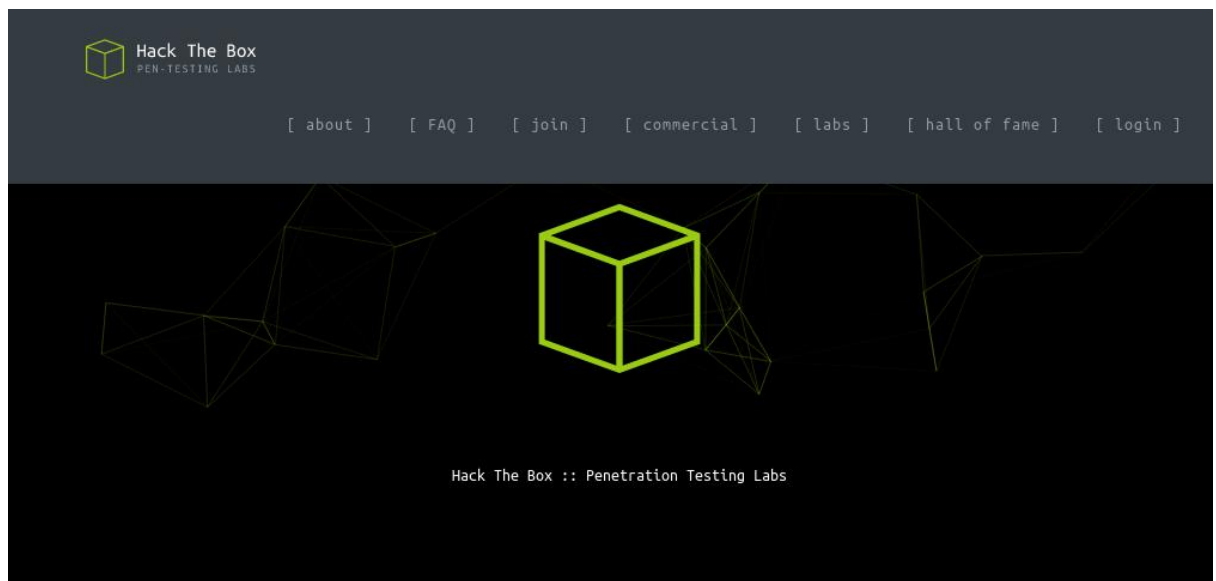 Hack The Box
PEN-TESTING LABS
[ about ] [ FAQ ] [ join ] [ commercial ] [ labs ] [ hall of fame ] [ login ]
Hack The Box :: Penetration Testing Labs